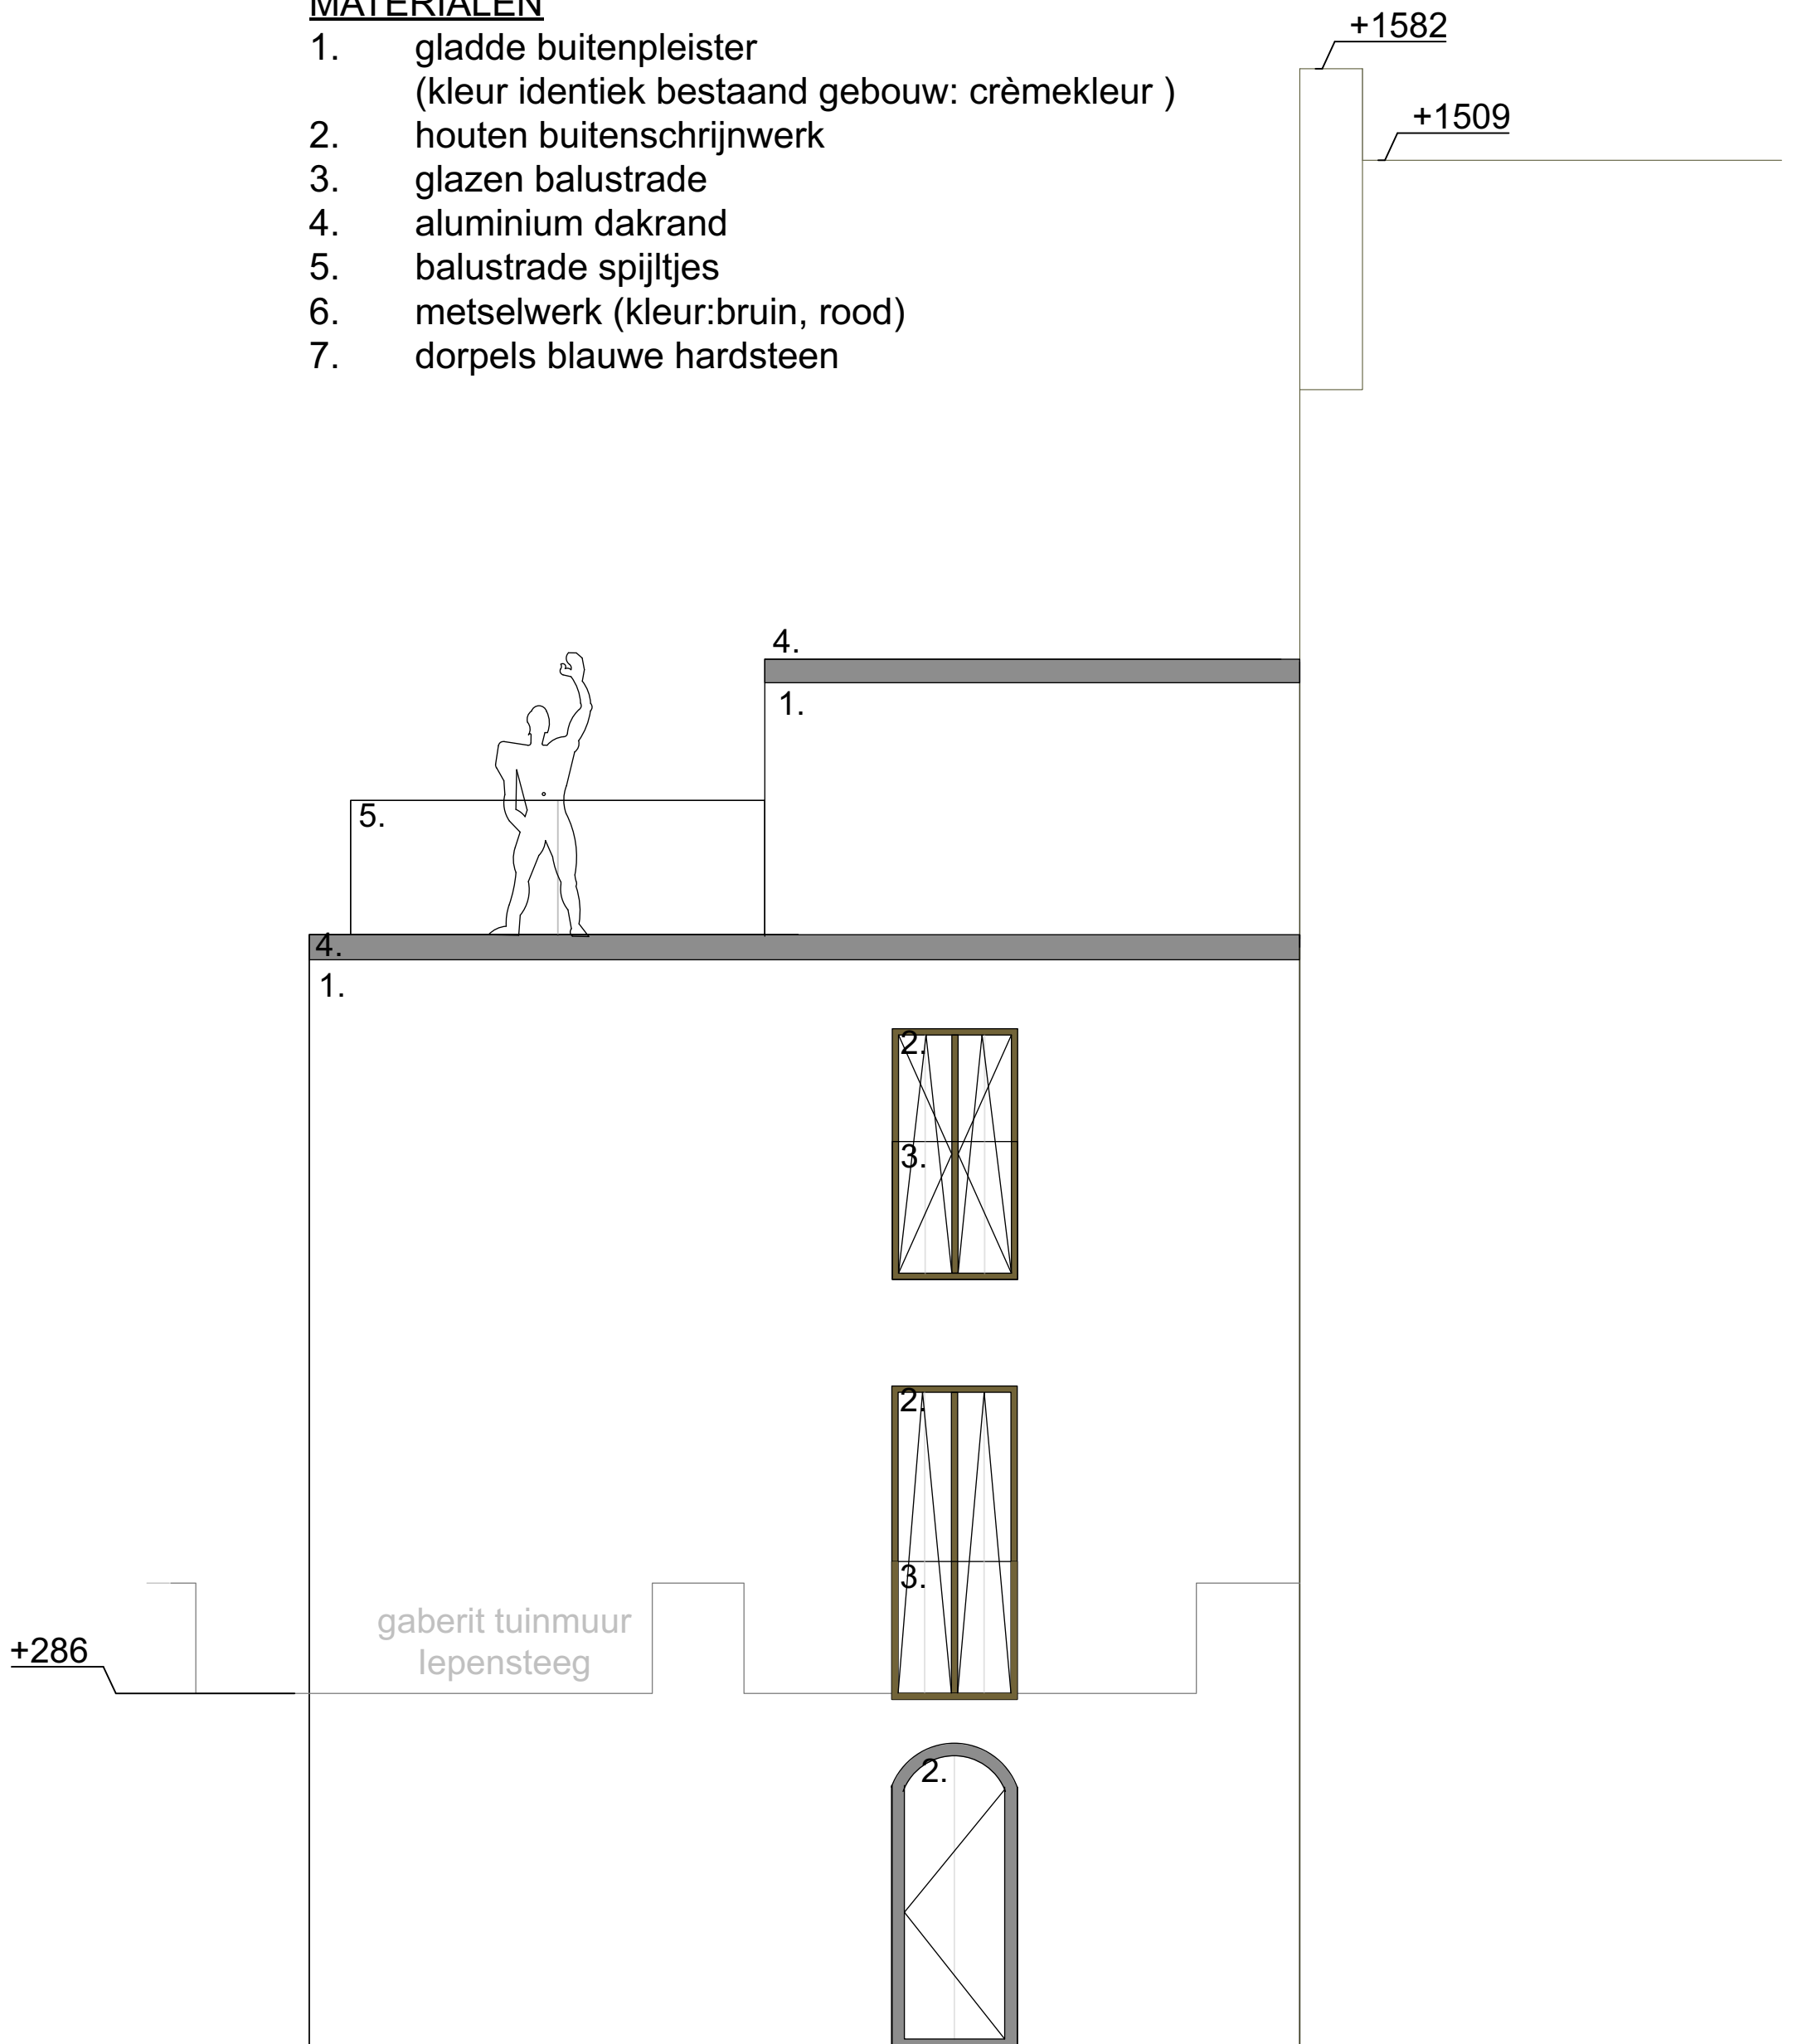 MATERIALEN
1. gladde buitenpleister
(kleur identiek bestaand gebouw: crèmekleur )
2. houten buitenschrijnwerk
3. glazen balustrade
4. aluminium dakrand
5. balustrade spijltjes
6. metselwerk (kleur:bruin, rood)
7. dorpels blauwe hardsteen
+1582
+1509
4.
1.
5.
4.
1.
2.
3.
2.
3.
gaberit tuinmuur
Iepensteeg
+286
2.